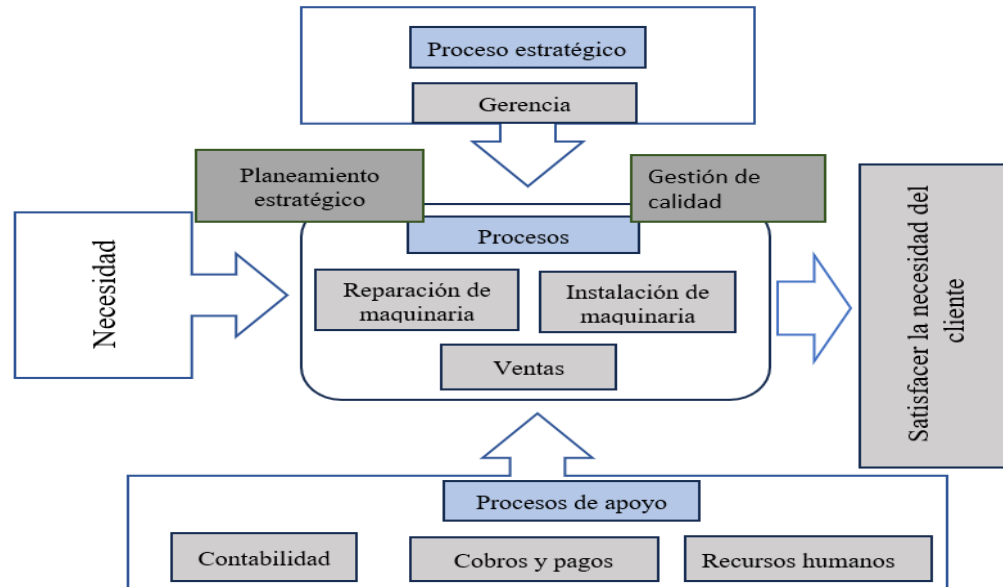 Proceso estratégico
Gerencia
Planeamiento
estratégico
Gestión de
calidad
Necesidad
Procesos
Reparación de
maquinaria
Instalación de
maquinaria
Ventas
Satisfacer la necesidad del
cliente
Procesos de apoyo
Contabilidad
Cobros y pagos
Recursos humanos